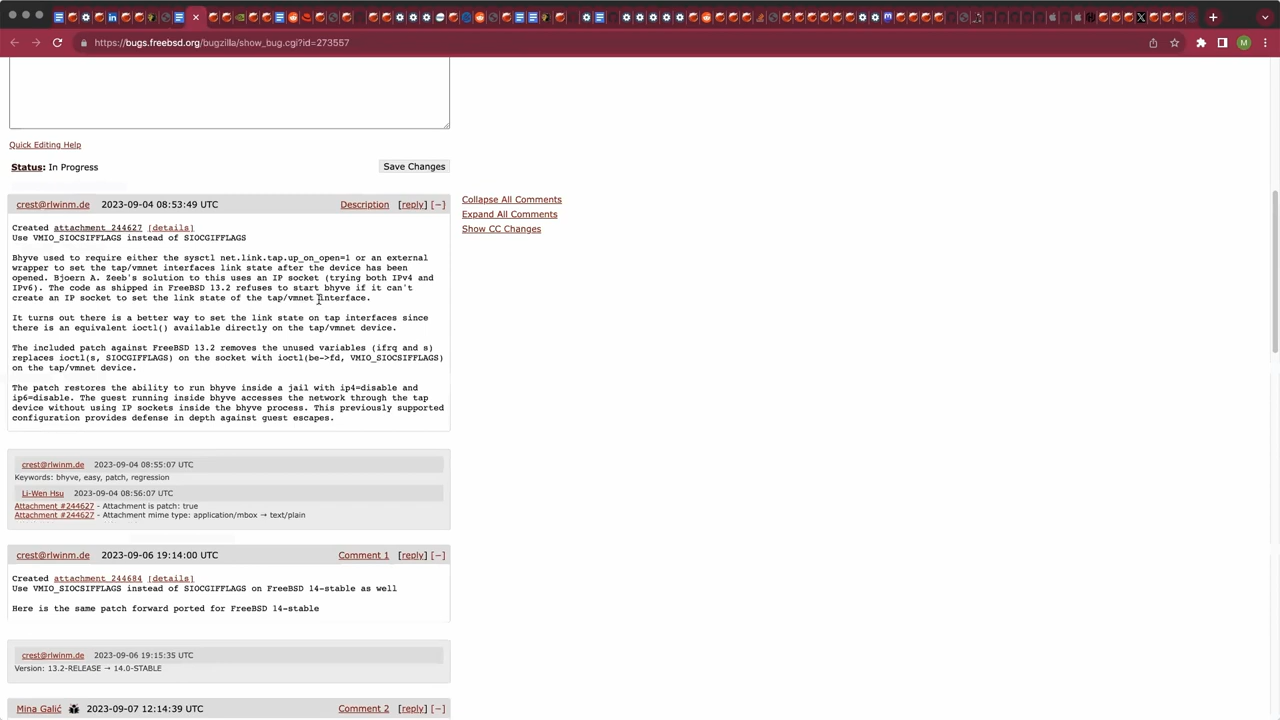 https://bugs.freebsd.org/bugzilla/show_bug.cgi?id=273557
M
Quick Editing Help
Status: In Progress
Save Changes
crest@rlwinm.de 2023-09-04 08:53:49 UTC Description [reply] [−]
Collapse All Comments
Expand All Comments
Show CC Changes
Created attachment 244627 [details]
Use VMIO_SIOCSIFFLAGS instead of SIOCGIFFLAGS
Bhyve used to require either the sysctl net.link.tap.up_on_open=1 or an external
wrapper to set the tap/vmnet interfaces link state after the device has been
opened. Bjoern A. Zeeb's solution to this uses an IP socket (trying both IPv4 and
IPv6). The code as shipped in FreeBSD 13.2 refuses to start bhyve if it can't
create an IP socket to set the link state of the tap/vmnet interface.
It turns out there is a better way to set the link state on tap interfaces since
there is an equivalent ioctl() available directly on the tap/vmnet device.
The included patch against FreeBSD 13.2 removes the unused variables (ifrq and s)
replaces ioctl(s, SIOCGIFFLAGS) on the socket with ioctl(be->fd, VMIO_SIOCSIFFLAGS)
on the tap/vmnet device.
The patch restores the ability to run bhyve inside a jail with ip4=disable and
ip6=disable. The guest running inside bhyve accesses the network through the tap
device without using IP sockets inside the bhyve process. This previously supported
configuration provides defense in depth against guest escapes.
crest@rlwinm.de 2023-09-04 08:55:07 UTC
Keywords: bhyve, easy, patch, regression
Li-Wen Hsu 2023-09-04 08:56:07 UTC
Attachment #244627 - Attachment is patch: true
Attachment #244627 - Attachment mime type: application/mbox → text/plain
crest@rlwinm.de 2023-09-06 19:14:00 UTC Comment 1 [reply] [−]
Created attachment 244684 [details]
Use VMIO_SIOCSIFFLAGS instead of SIOCGIFFLAGS on FreeBSD 14-stable as well
Here is the same patch forward ported for FreeBSD 14-stable
crest@rlwinm.de 2023-09-06 19:15:35 UTC
Version: 13.2-RELEASE → 14.0-STABLE
Mina Galić 2023-09-07 12:14:39 UTC Comment 2 [reply] [−]